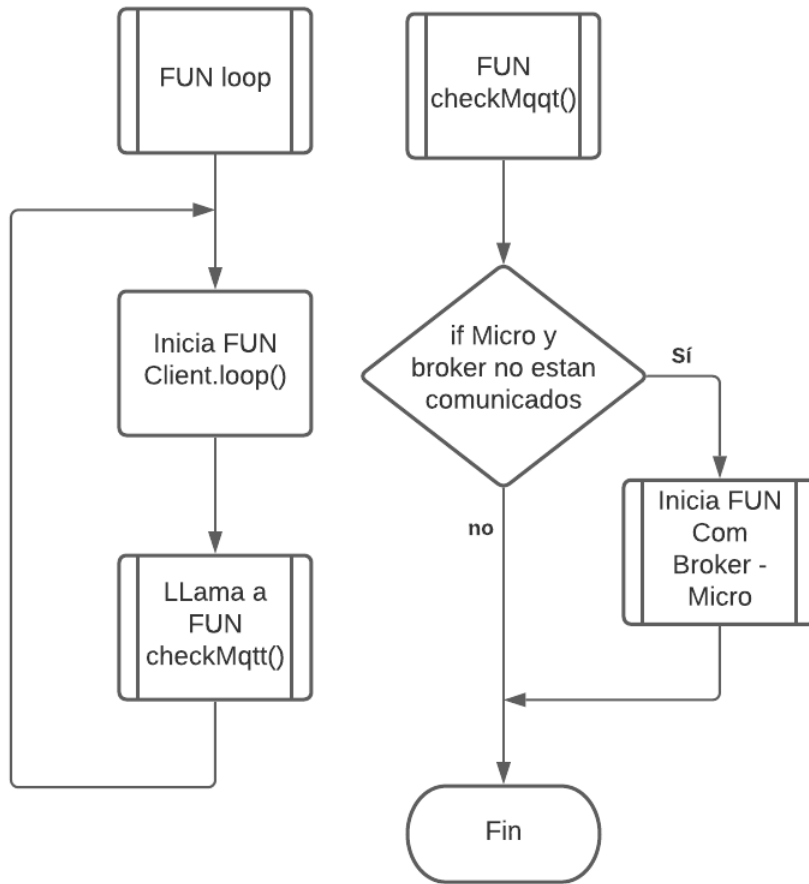 FUN loop
Inicia FUN
Client.loop()
LLama a
FUN
checkMqtt()
FUN
checkMqqt()
if Micro y
broker no estan
comunicados
Sí
no
Inicia FUN
Com
Broker -
Micro
Fin